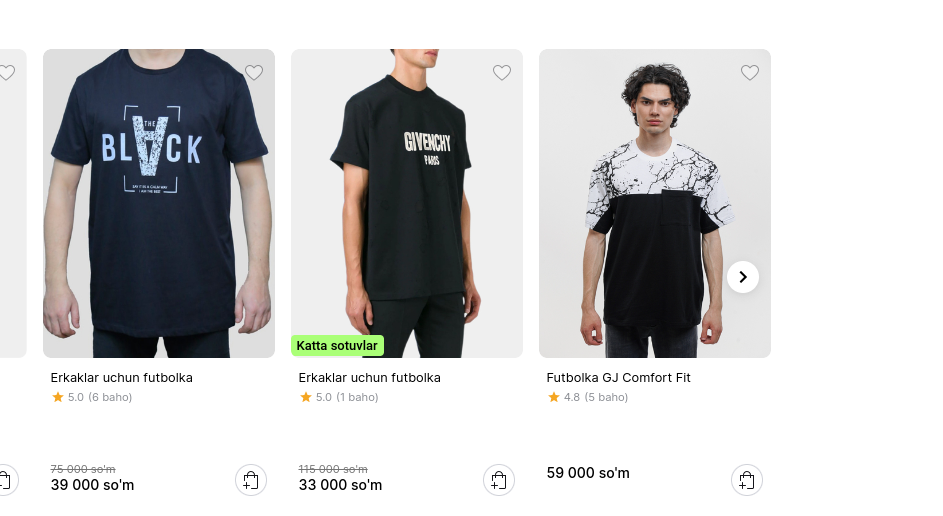 THE
BLACK
GIVENCHY
PARIS
Katta sotuvlar
Erkaklar uchun futbolka
5.0 (6 baho)
75 000 so'm
39 000 so'm
Erkaklar uchun futbolka
5.0 (1 baho)
115 000 so'm
33 000 so'm
Futbolka GJ Comfort Fit
4.8 (5 baho)
59 000 so'm